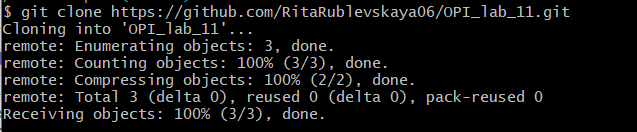 $ git clone https://github.com/RitaRublevskaya06/OPI_lab_11.git
Cloning into 'OPI_lab_11'...
remote: Enumerating objects: 3, done.
remote: Counting objects: 100% (3/3), done.
remote: Compressing objects: 100% (2/2), done.
remote: Total 3 (delta 0), reused 0 (delta 0), pack-reused 0
Receiving objects: 100% (3/3), done.